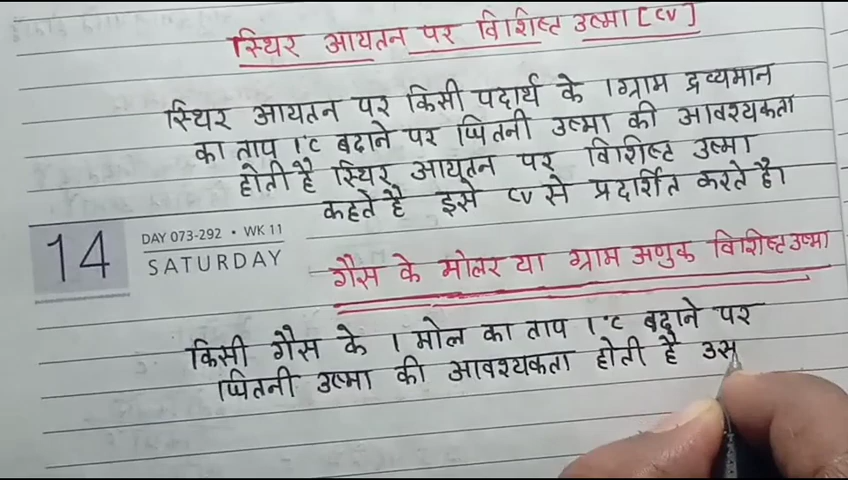 स्थिर आयतन पर विशिष्ट उष्मा [CV]
स्थिर आयतन पर किसी पदार्थ के 1ग्राम द्रव्यमान
का ताप 1°C बढ़ाने पर जितनी उष्मा की आवश्यकता
होती है स्थिर आयतन पर विशिष्ट उष्मा
कहते है इसे CV से प्रदर्शित करते है।
14
DAY 073-292 • WK 11
SATURDAY
गैस के मोलर या ग्राम अणुक विशिष्ट उष्मा
किसी गैस के 1 मोल का ताप 1°C बढ़ाने पर
जितनी उष्मा की आवश्यकता होती है उस